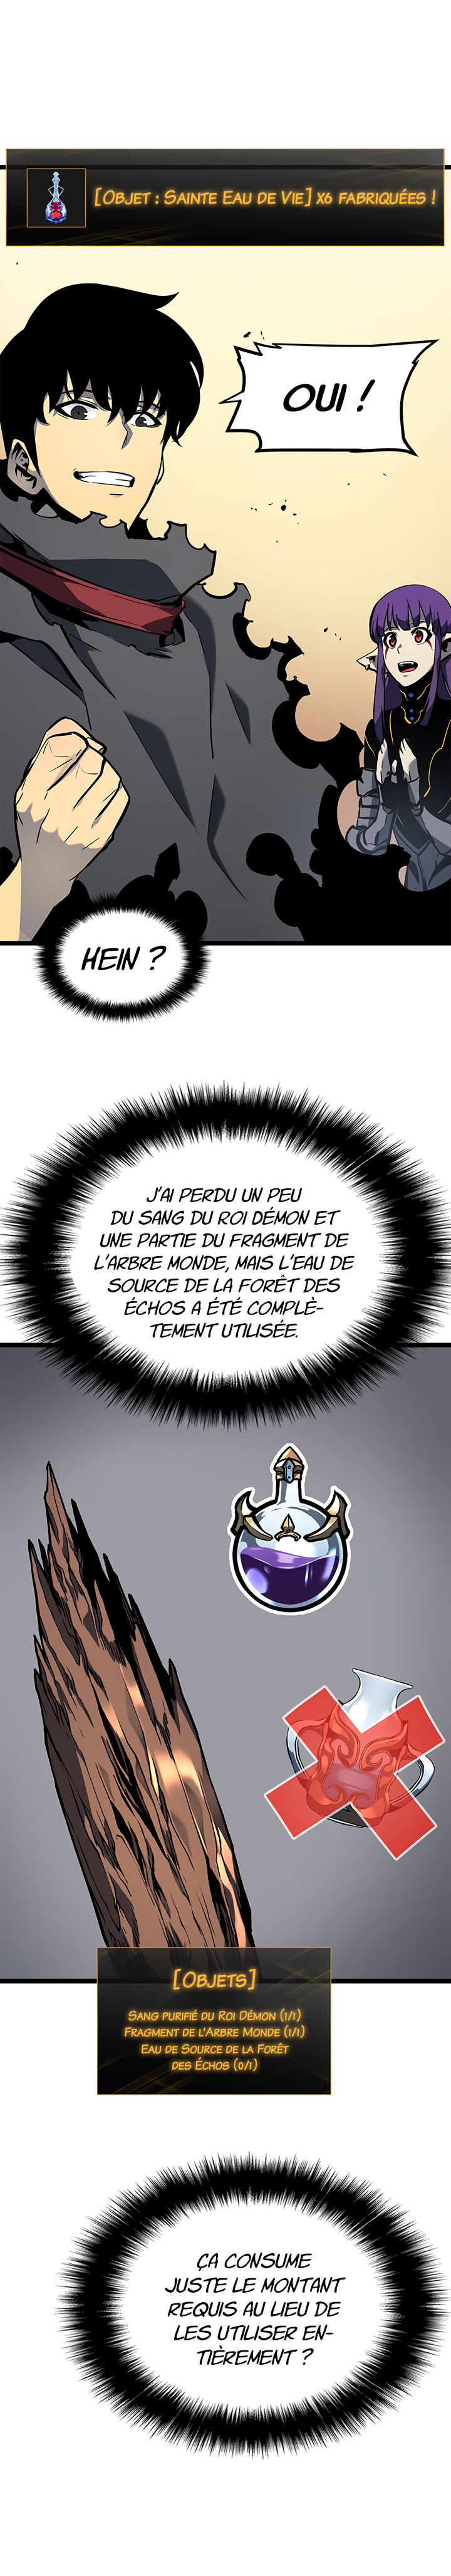 [Objet : Sainte Eau de Vie] x6 fabriquées !
OUI !
HEIN ?
J'AI PERDU UN PEU
DU SANG DU ROI DÉMON ET
UNE PARTIE DU FRAGMENT DE
L'ARBRE MONDE, MAIS L'EAU DE
SOURCE DE LA FORÊT DES
ÉCHOS A ÉTÉ COMPLÈ-
TEMENT UTILISÉE.
[Objets]
Sang purifié du Roi Démon (1/1)
Fragment de l'Arbre Monde (1/1)
Eau de Source de la Forêt
des Échos (0/1)
ÇA CONSUME
JUSTE LE MONTANT
REQUIS AU LIEU DE
LES UTILISER EN-
TIÈREMENT ?